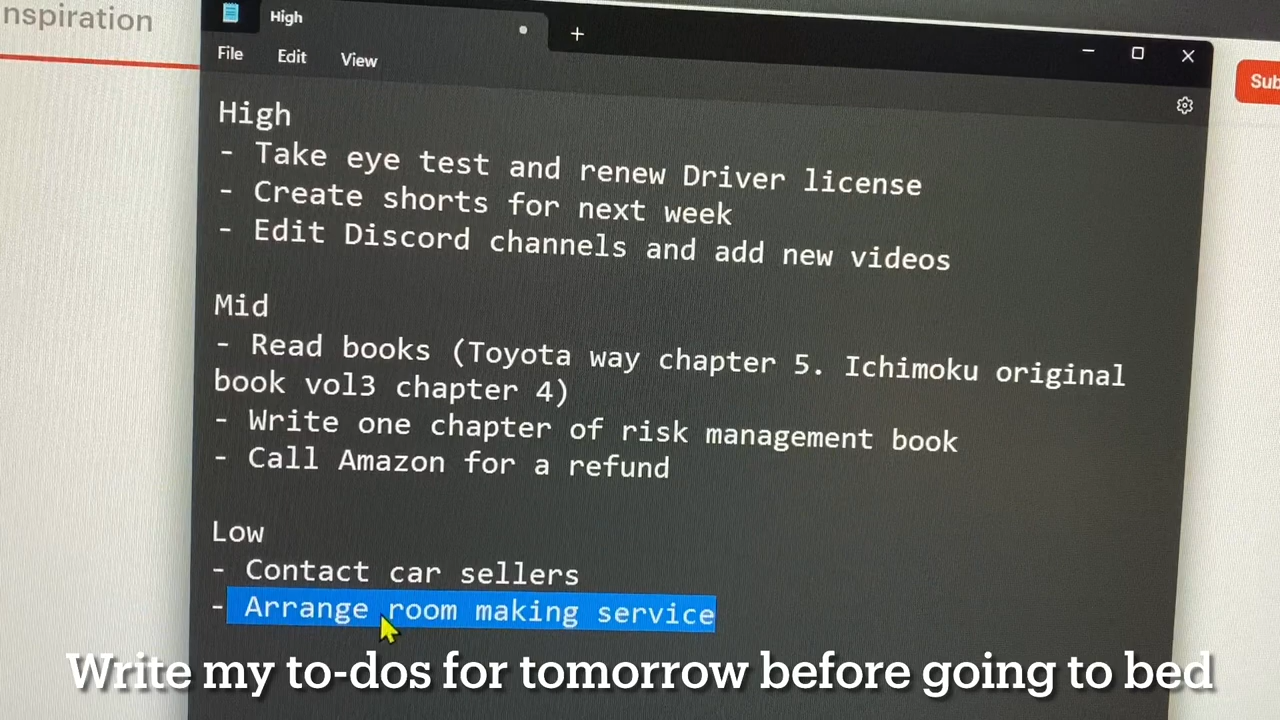 nspiration
High
File Edit View
Sub
High
- Take eye test and renew Driver license
- Create shorts for next week
- Edit Discord channels and add new videos
Mid
- Read books (Toyota way chapter 5. Ichimoku original
book vol3 chapter 4)
- Write one chapter of risk management book
- Call Amazon for a refund
Low
- Contact car sellers
- Arrange room making service
Write my to-dos for tomorrow before going to bed